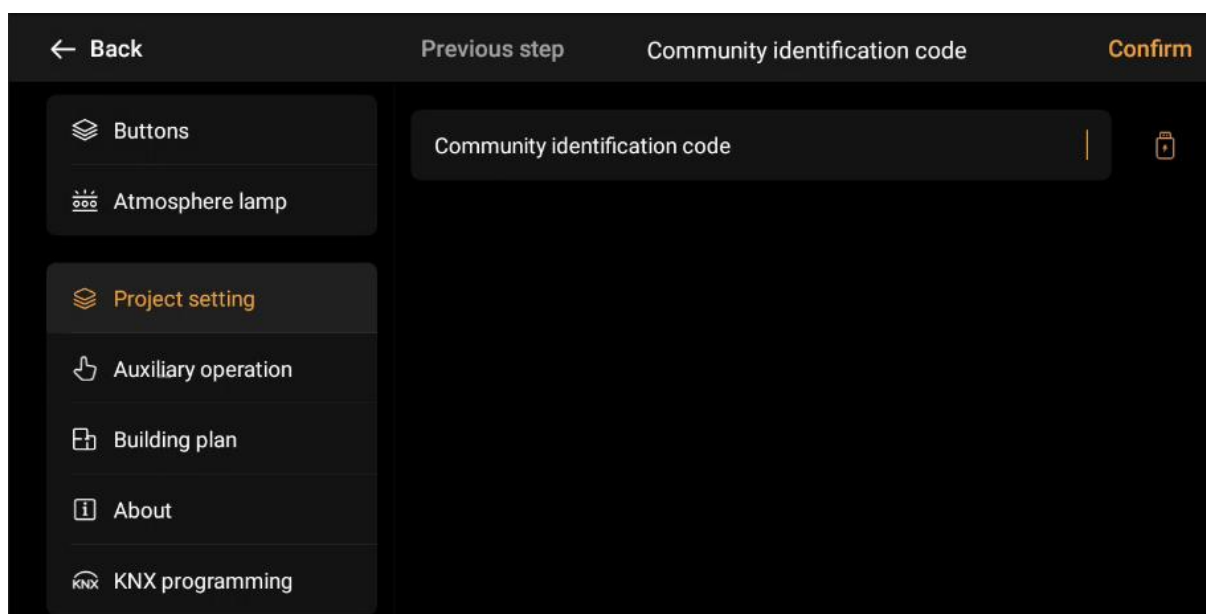 ← Back
Previous step
Community identification code
Confirm
Buttons
Atmosphere lamp
Project setting
Auxiliary operation
Building plan
About
KNX KNX programming
Community identification code